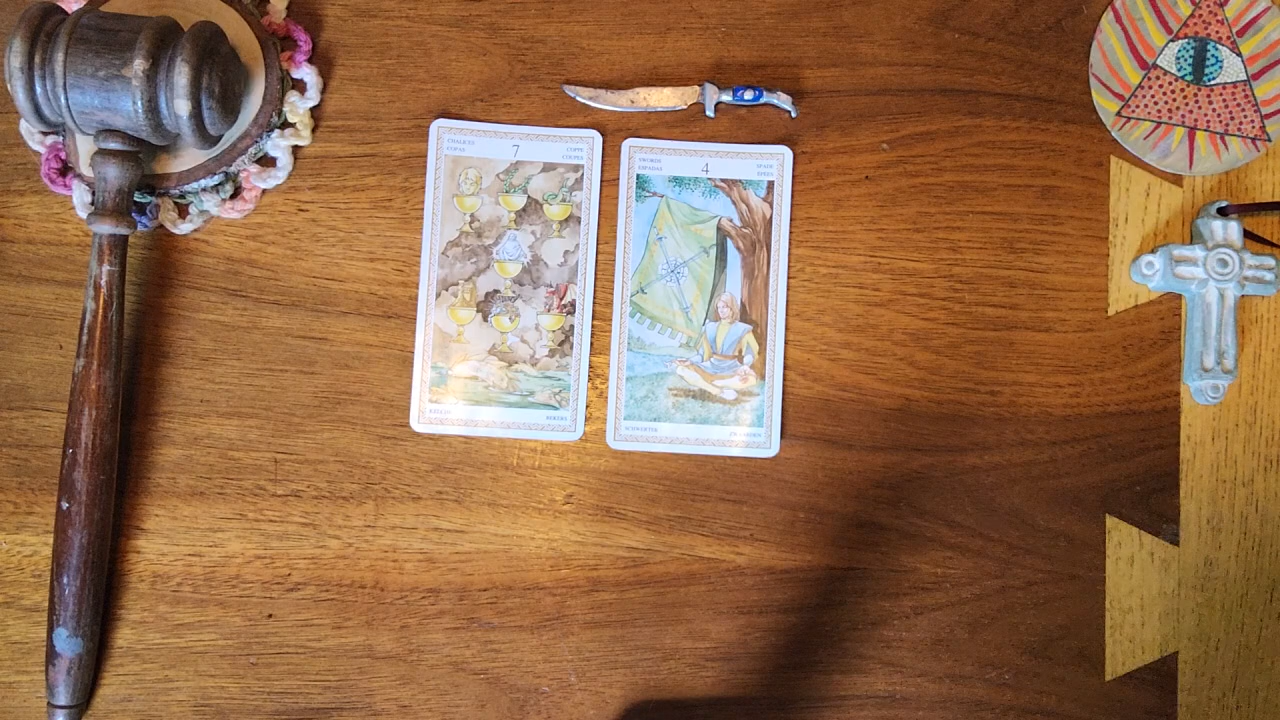 CHALICES
COPAS
7
COPPE
COUPES
KELCHE
BEKERS
SWORDS
ESPADAS
4
SPADE
EPEES
SCHWERTER
ZWAARDEN